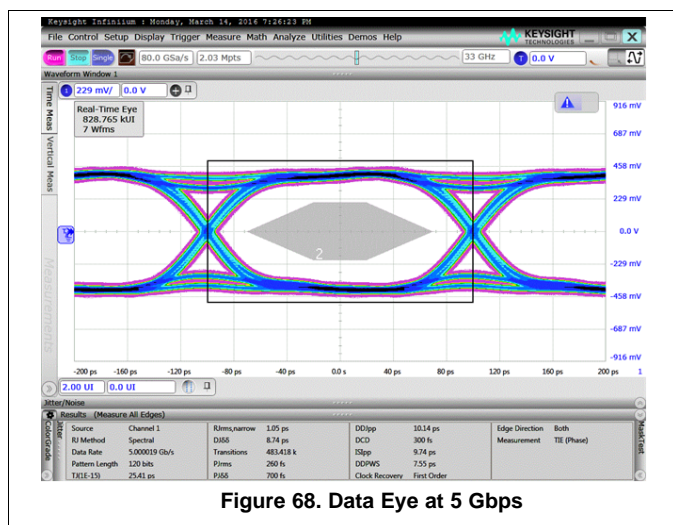 Keysight Infiniium : Monday, March 14, 2016 7:26:23 PM
File Control Setup Display Trigger Measure Math Analyze Utilities Demos Help KEYSIGHT TECHNOLOGIES
Run Stop Single 80.0 GSa/s 2.03 Mpts 33 GHz T 0.0 V
Waveform Window 1
Time Meas
Vertical Meas
Measurements
1 229 mV/ 0.0 V
Real-Time Eye
828.765 kUI
7 Wfms
916 mV
687 mV
458 mV
229 mV
0.0 V
-229 mV
-458 mV
-687 mV
-916 mV
2
-200 ps -160 ps -120 ps -80 ps -40 ps 0.0 s 40 ps 80 ps 120 ps 160 ps 200 ps 1
2.00 UI 0.0 UI
Jitter/Noise
Results (Measure All Edges)
ColorGrade
Jitter
MaskTest
Source Channel 1 RJrms,narrow 1.05 ps DDJpp 10.14 ps Edge Direction Both
RJ Method Spectral DJδδ 8.74 ps DCD 300 fs Measurement TIE (Phase)
Data Rate 5.000019 Gb/s Transitions 483.418 k ISIpp 9.74 ps
Pattern Length 120 bits PJrms 260 fs DDPWS 7.55 ps
TJ(1E-15) 25.41 ps PJδδ 700 fs Clock Recovery First Order
Figure 68. Data Eye at 5 Gbps